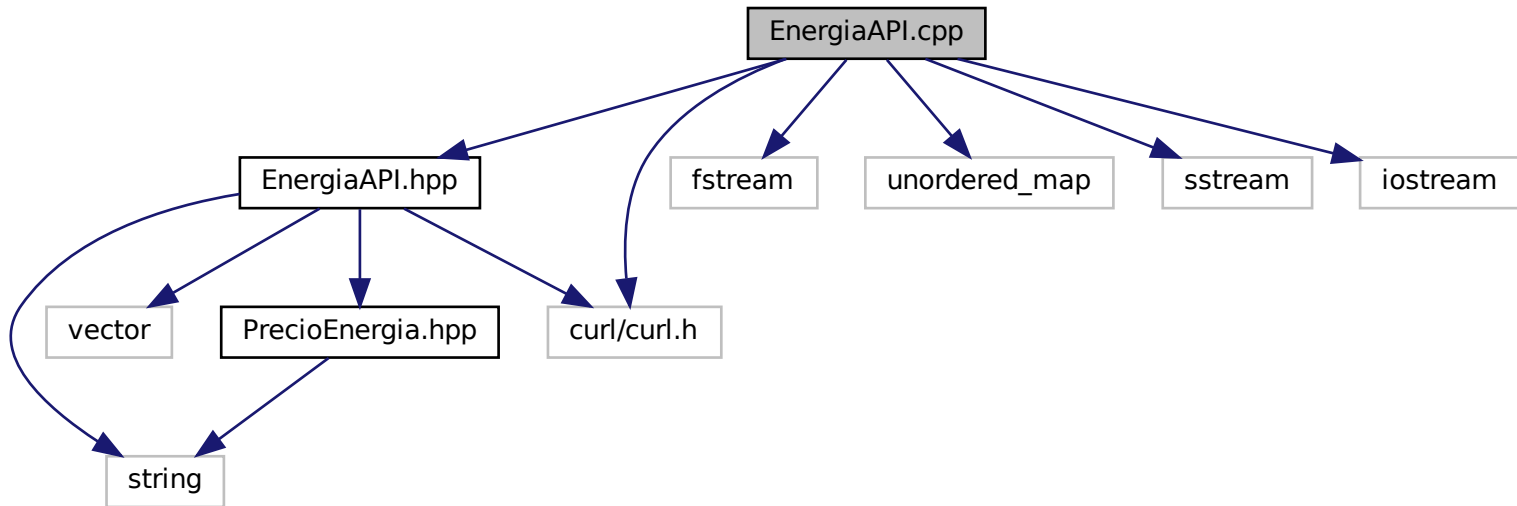 EnergiaAPI.cpp
EnergiaAPI.hpp
fstream
unordered_map
sstream
iostream
vector
PrecioEnergia.hpp
curl/curl.h
string